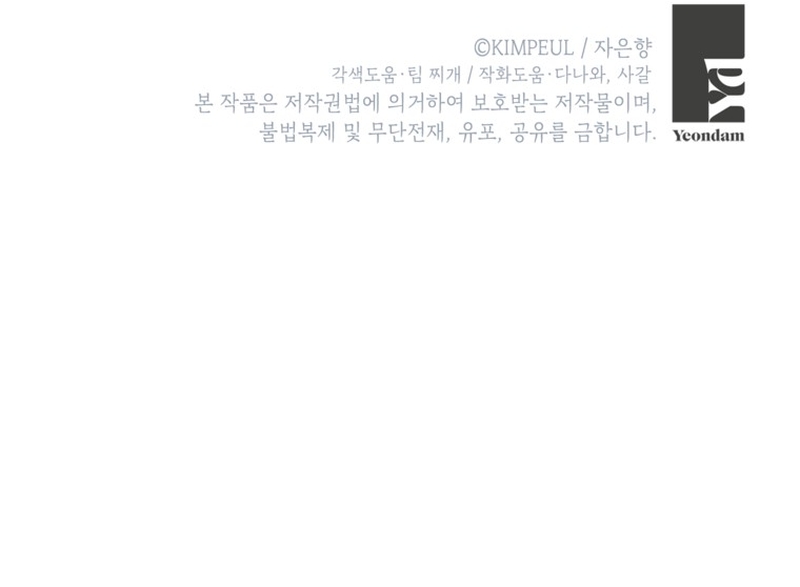 ©KIMPEUL / 자은향
각색도움·팀 찌개 / 작화도움·다나와, 사갈
본 작품은 저작권법에 의거하여 보호받는 저작물이며,
불법복제 및 무단전재, 유포, 공유를 금합니다.
Ya
Yeondam